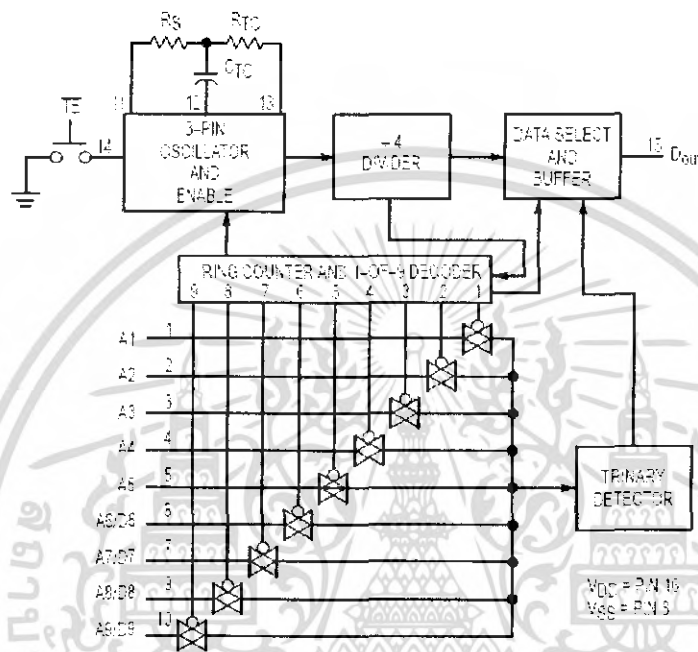 RS RTC
CTC
11 12 13
TE
14
3-PIN
OSCILLATOR
AND
ENABLE
÷4
DIVIDER
DATA SELECT
AND
BUFFER
15 Dout
RING COUNTER AND 1-OF-9 DECODER
9 8 7 6 5 4 3 2 1
A1 1
A2 2
A3 3
A4 4
A5 5
A6/D6 6
A7/D7 7
A8/D8 9
A9/D9 10
TRINARY
DETECTOR
VDD = PIN 16
VSS = PIN 8